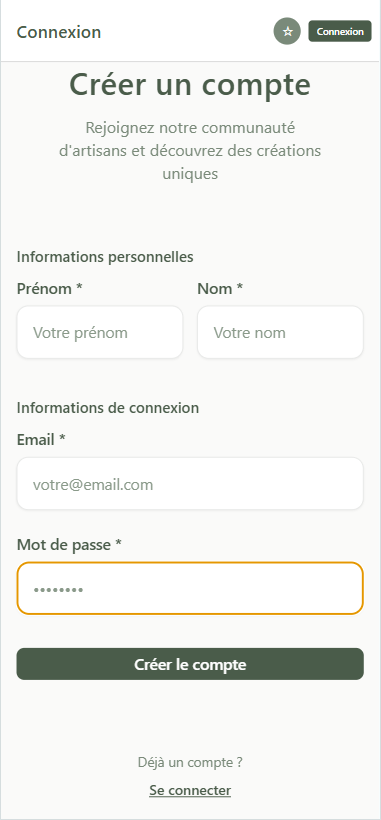 Connexion
☆ Connexion
Créer un compte
Rejoignez notre communauté
d'artisans et découvrez des créations
uniques
Informations personnelles
Prénom * Nom *
Votre prénom Votre nom
Informations de connexion
Email *
votre@email.com
Mot de passe *
••••••••
Créer le compte
Déjà un compte ?
Se connecter